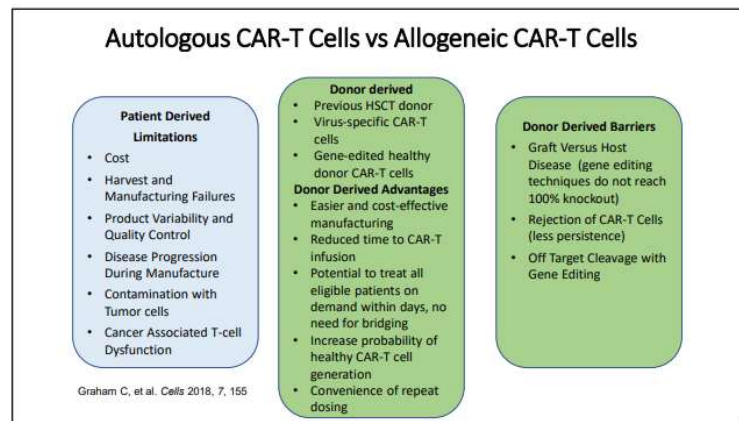 Autologous CAR-T Cells vs Allogeneic CAR-T Cells
Patient Derived
Limitations
• Cost
• Harvest and
Manufacturing Failures
• Product Variability and
Quality Control
• Disease Progression
During Manufacture
• Contamination with
Tumor cells
• Cancer Associated T-cell
Dysfunction
Donor derived
• Previous HSCT donor
• Virus-specific CAR-T
cells
• Gene-edited healthy
donor CAR-T cells
Donor Derived Advantages
• Easier and cost-effective
manufacturing
• Reduced time to CAR-T
infusion
• Potential to treat all
eligible patients on
demand within days, no
need for bridging
• Increase probability of
healthy CAR-T cell
generation
• Convenience of repeat
dosing
Donor Derived Barriers
• Graft Versus Host
Disease (gene editing
techniques do not reach
100% knockout)
• Rejection of CAR-T Cells
(less persistence)
• Off Target Cleavage with
Gene Editing
Graham C, et al. Cells 2018, 7, 155